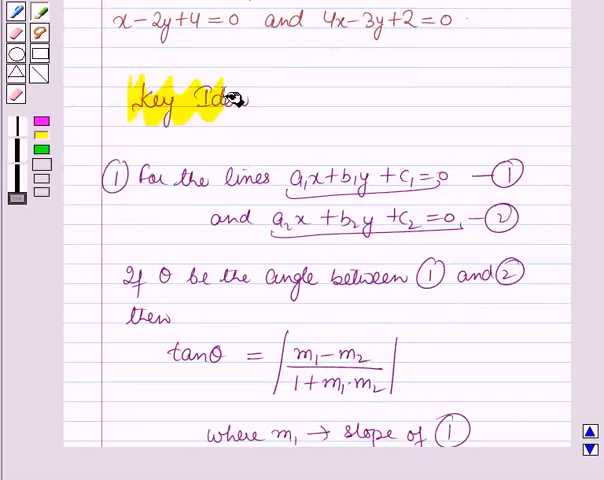 x-2y+4=0 and 4x-3y+2=0.
Key Idea
① For the lines a₁x+b₁y+c₁=0 —①
and a₂x+b₂y+c₂=0, —②
If θ be the angle between ① and ②
then
tanθ = |m₁-m₂ / 1+m₁·m₂|
where m₁ → slope of ①